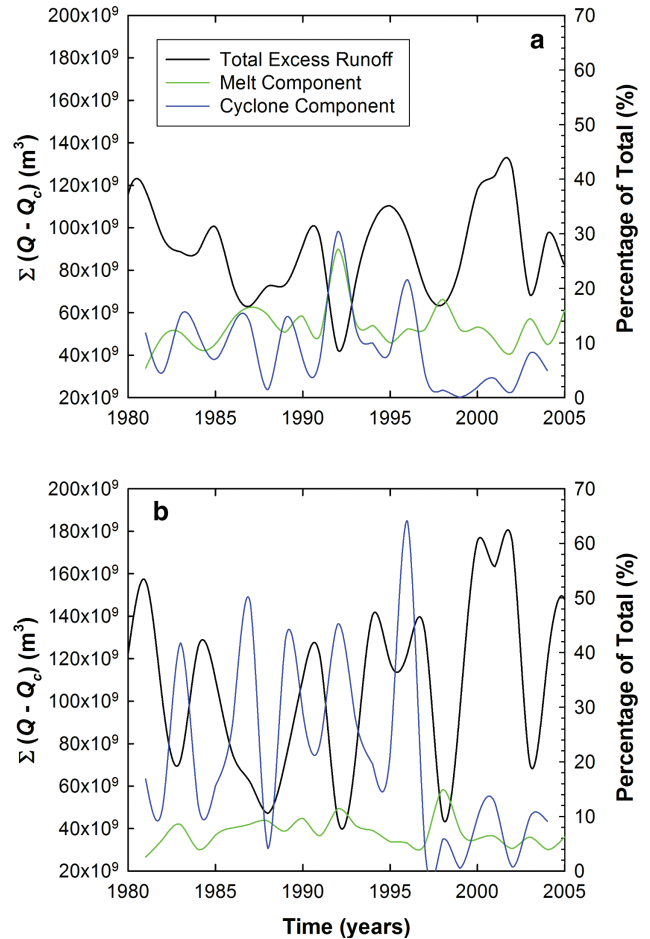 a
Total Excess Runoff
Melt Component
Cyclone Component
200x10⁹
180x10⁹
160x10⁹
140x10⁹
120x10⁹
100x10⁹
80x10⁹
60x10⁹
40x10⁹
20x10⁹
Σ (Q - Qc) (m³)
70
60
50
40
30
20
10
0
Percentage of Total (%)
1980 1985 1990 1995 2000 2005
b
200x10⁹
180x10⁹
160x10⁹
140x10⁹
120x10⁹
100x10⁹
80x10⁹
60x10⁹
40x10⁹
20x10⁹
Σ (Q - Qc) (m³)
70
60
50
40
30
20
10
0
Percentage of Total (%)
1980 1985 1990 1995 2000 2005
Time (years)